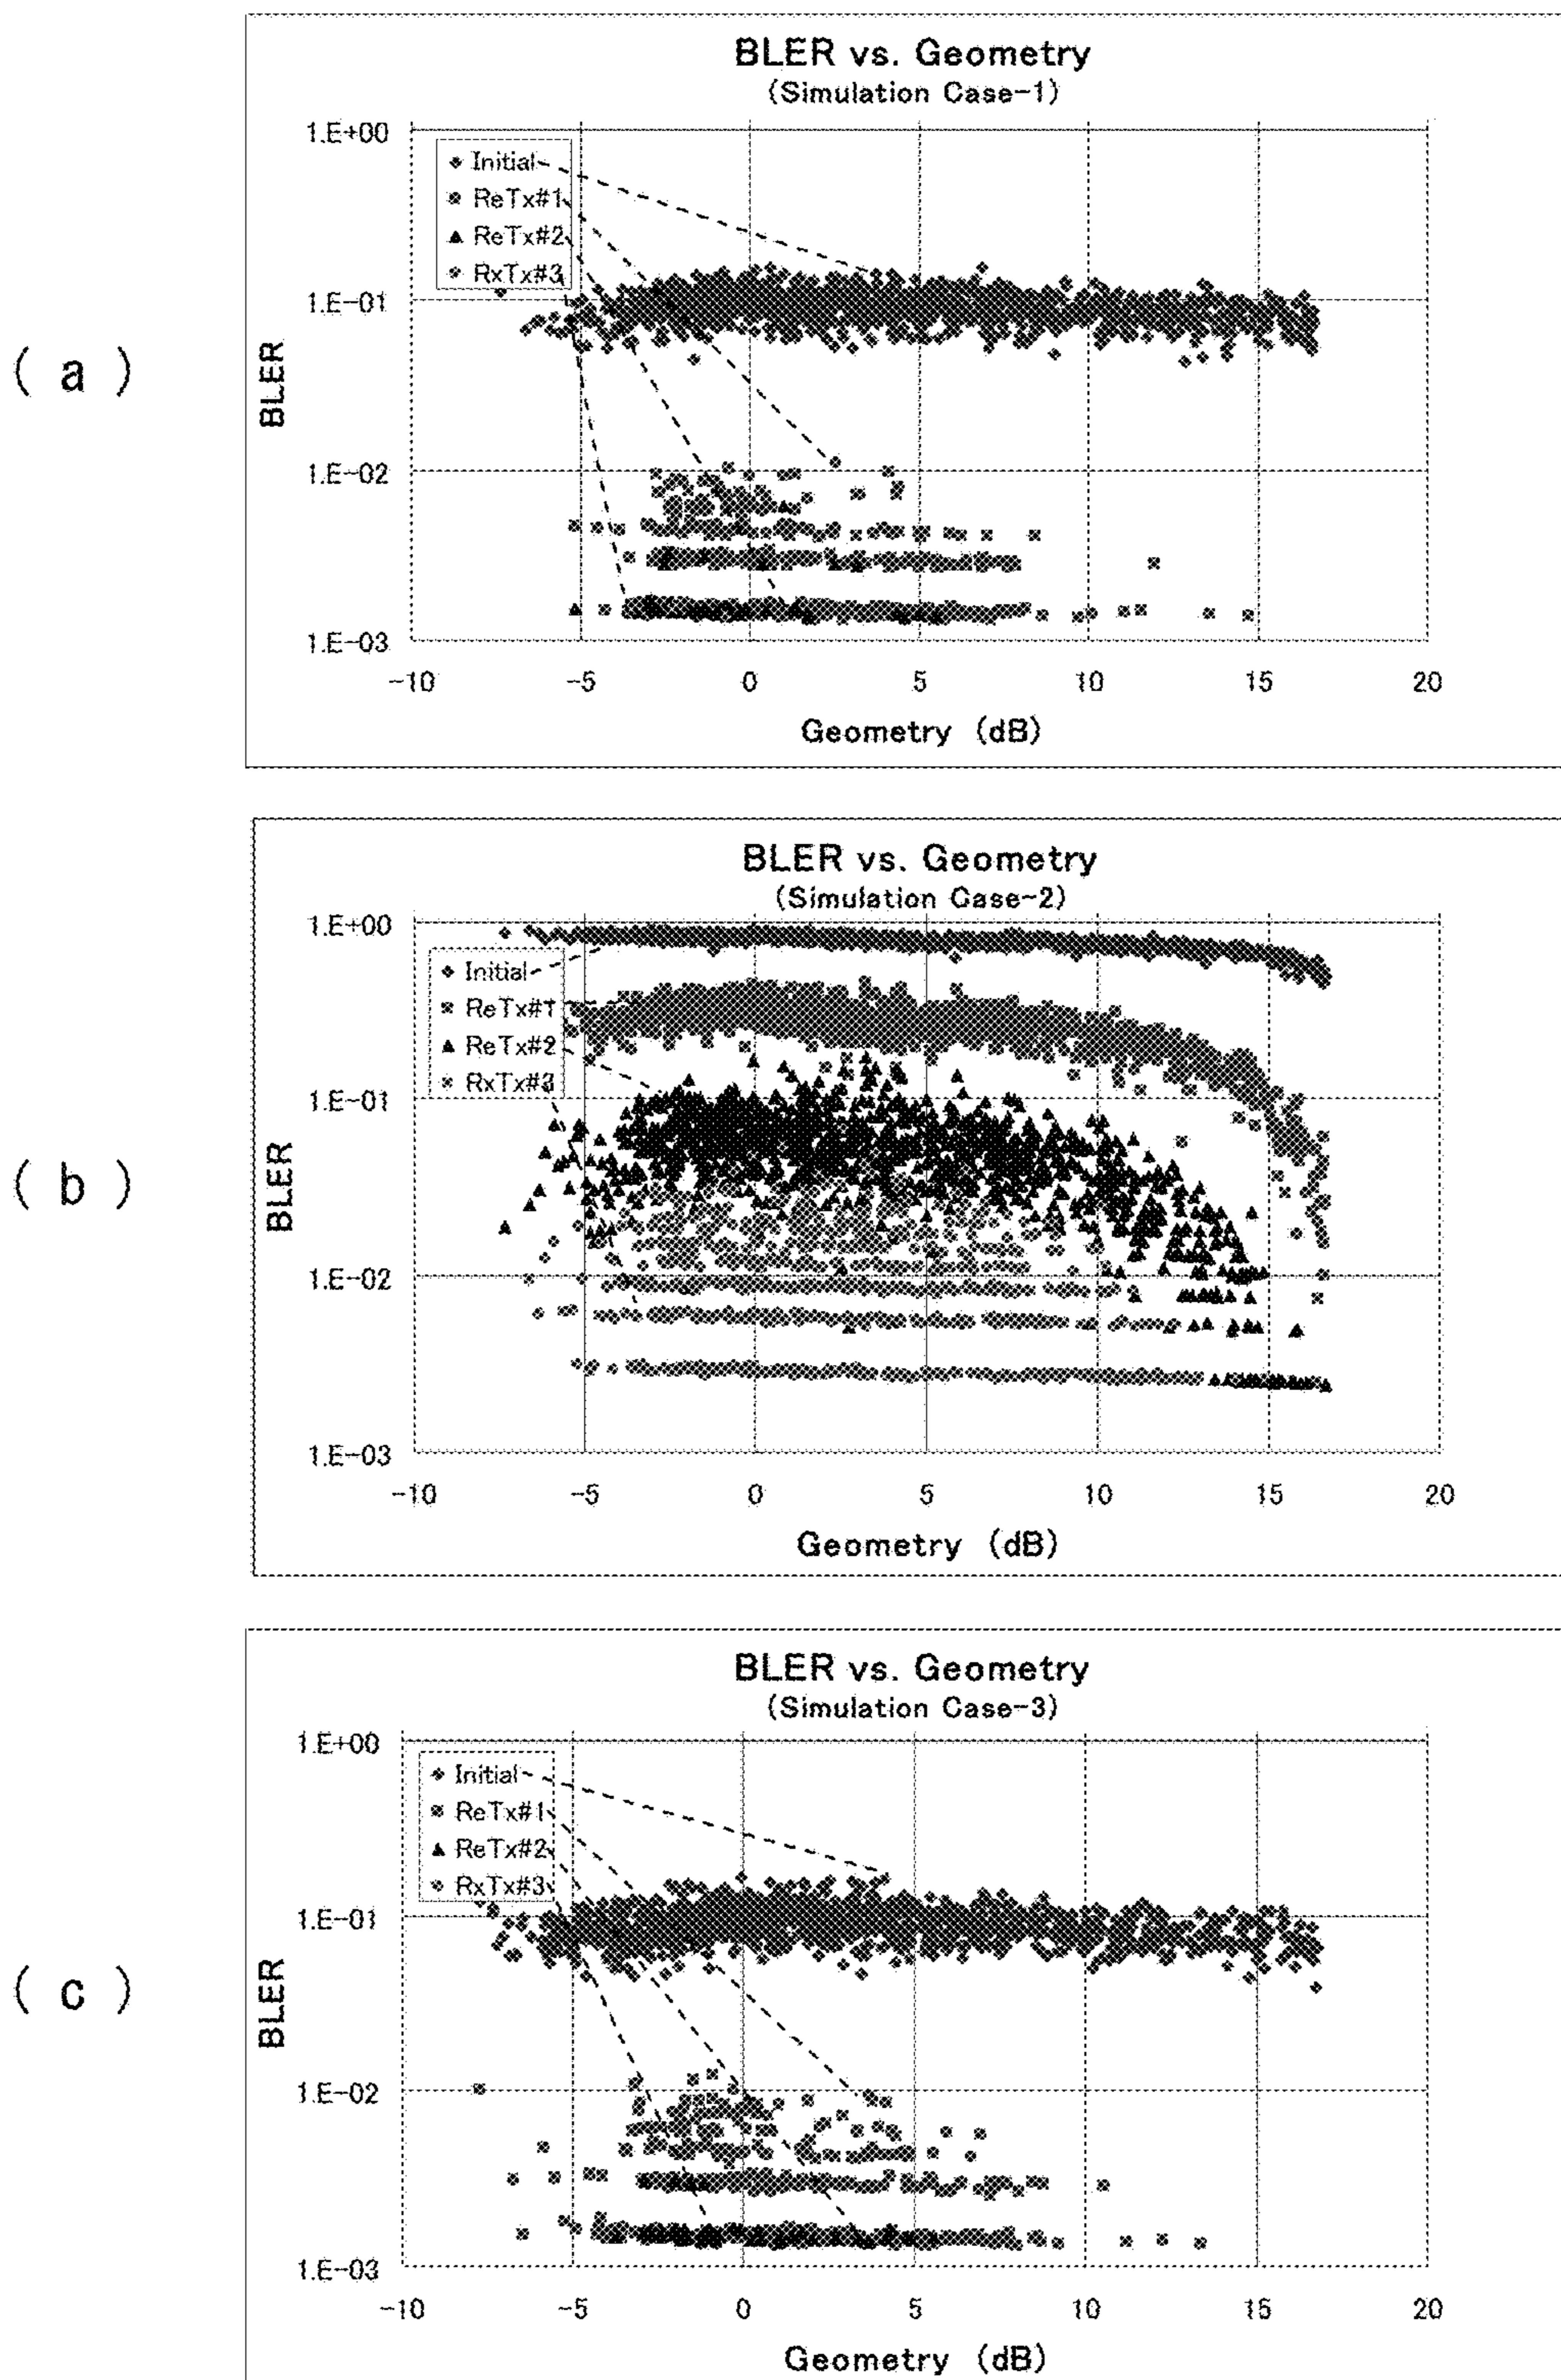 ( a )
BLER vs. Geometry
(Simulation Case-1)
1.E+00
Initial
ReTx#1
ReTx#2
RxTx#3
1.E-01
BLER
1.E-02
1.E-03
-10 -5 0 5 10 15 20
Geometry (dB)
( b )
BLER vs. Geometry
(Simulation Case-2)
1.E+00
Initial
ReTx#1
ReTx#2
RxTx#3
1.E-01
BLER
1.E-02
1.E-03
-10 -5 0 5 10 15 20
Geometry (dB)
( c )
BLER vs. Geometry
(Simulation Case-3)
1.E+00
Initial
ReTx#1
ReTx#2
RxTx#3
1.E-01
BLER
1.E-02
1.E-03
-10 -5 0 5 10 15 20
Geometry (dB)